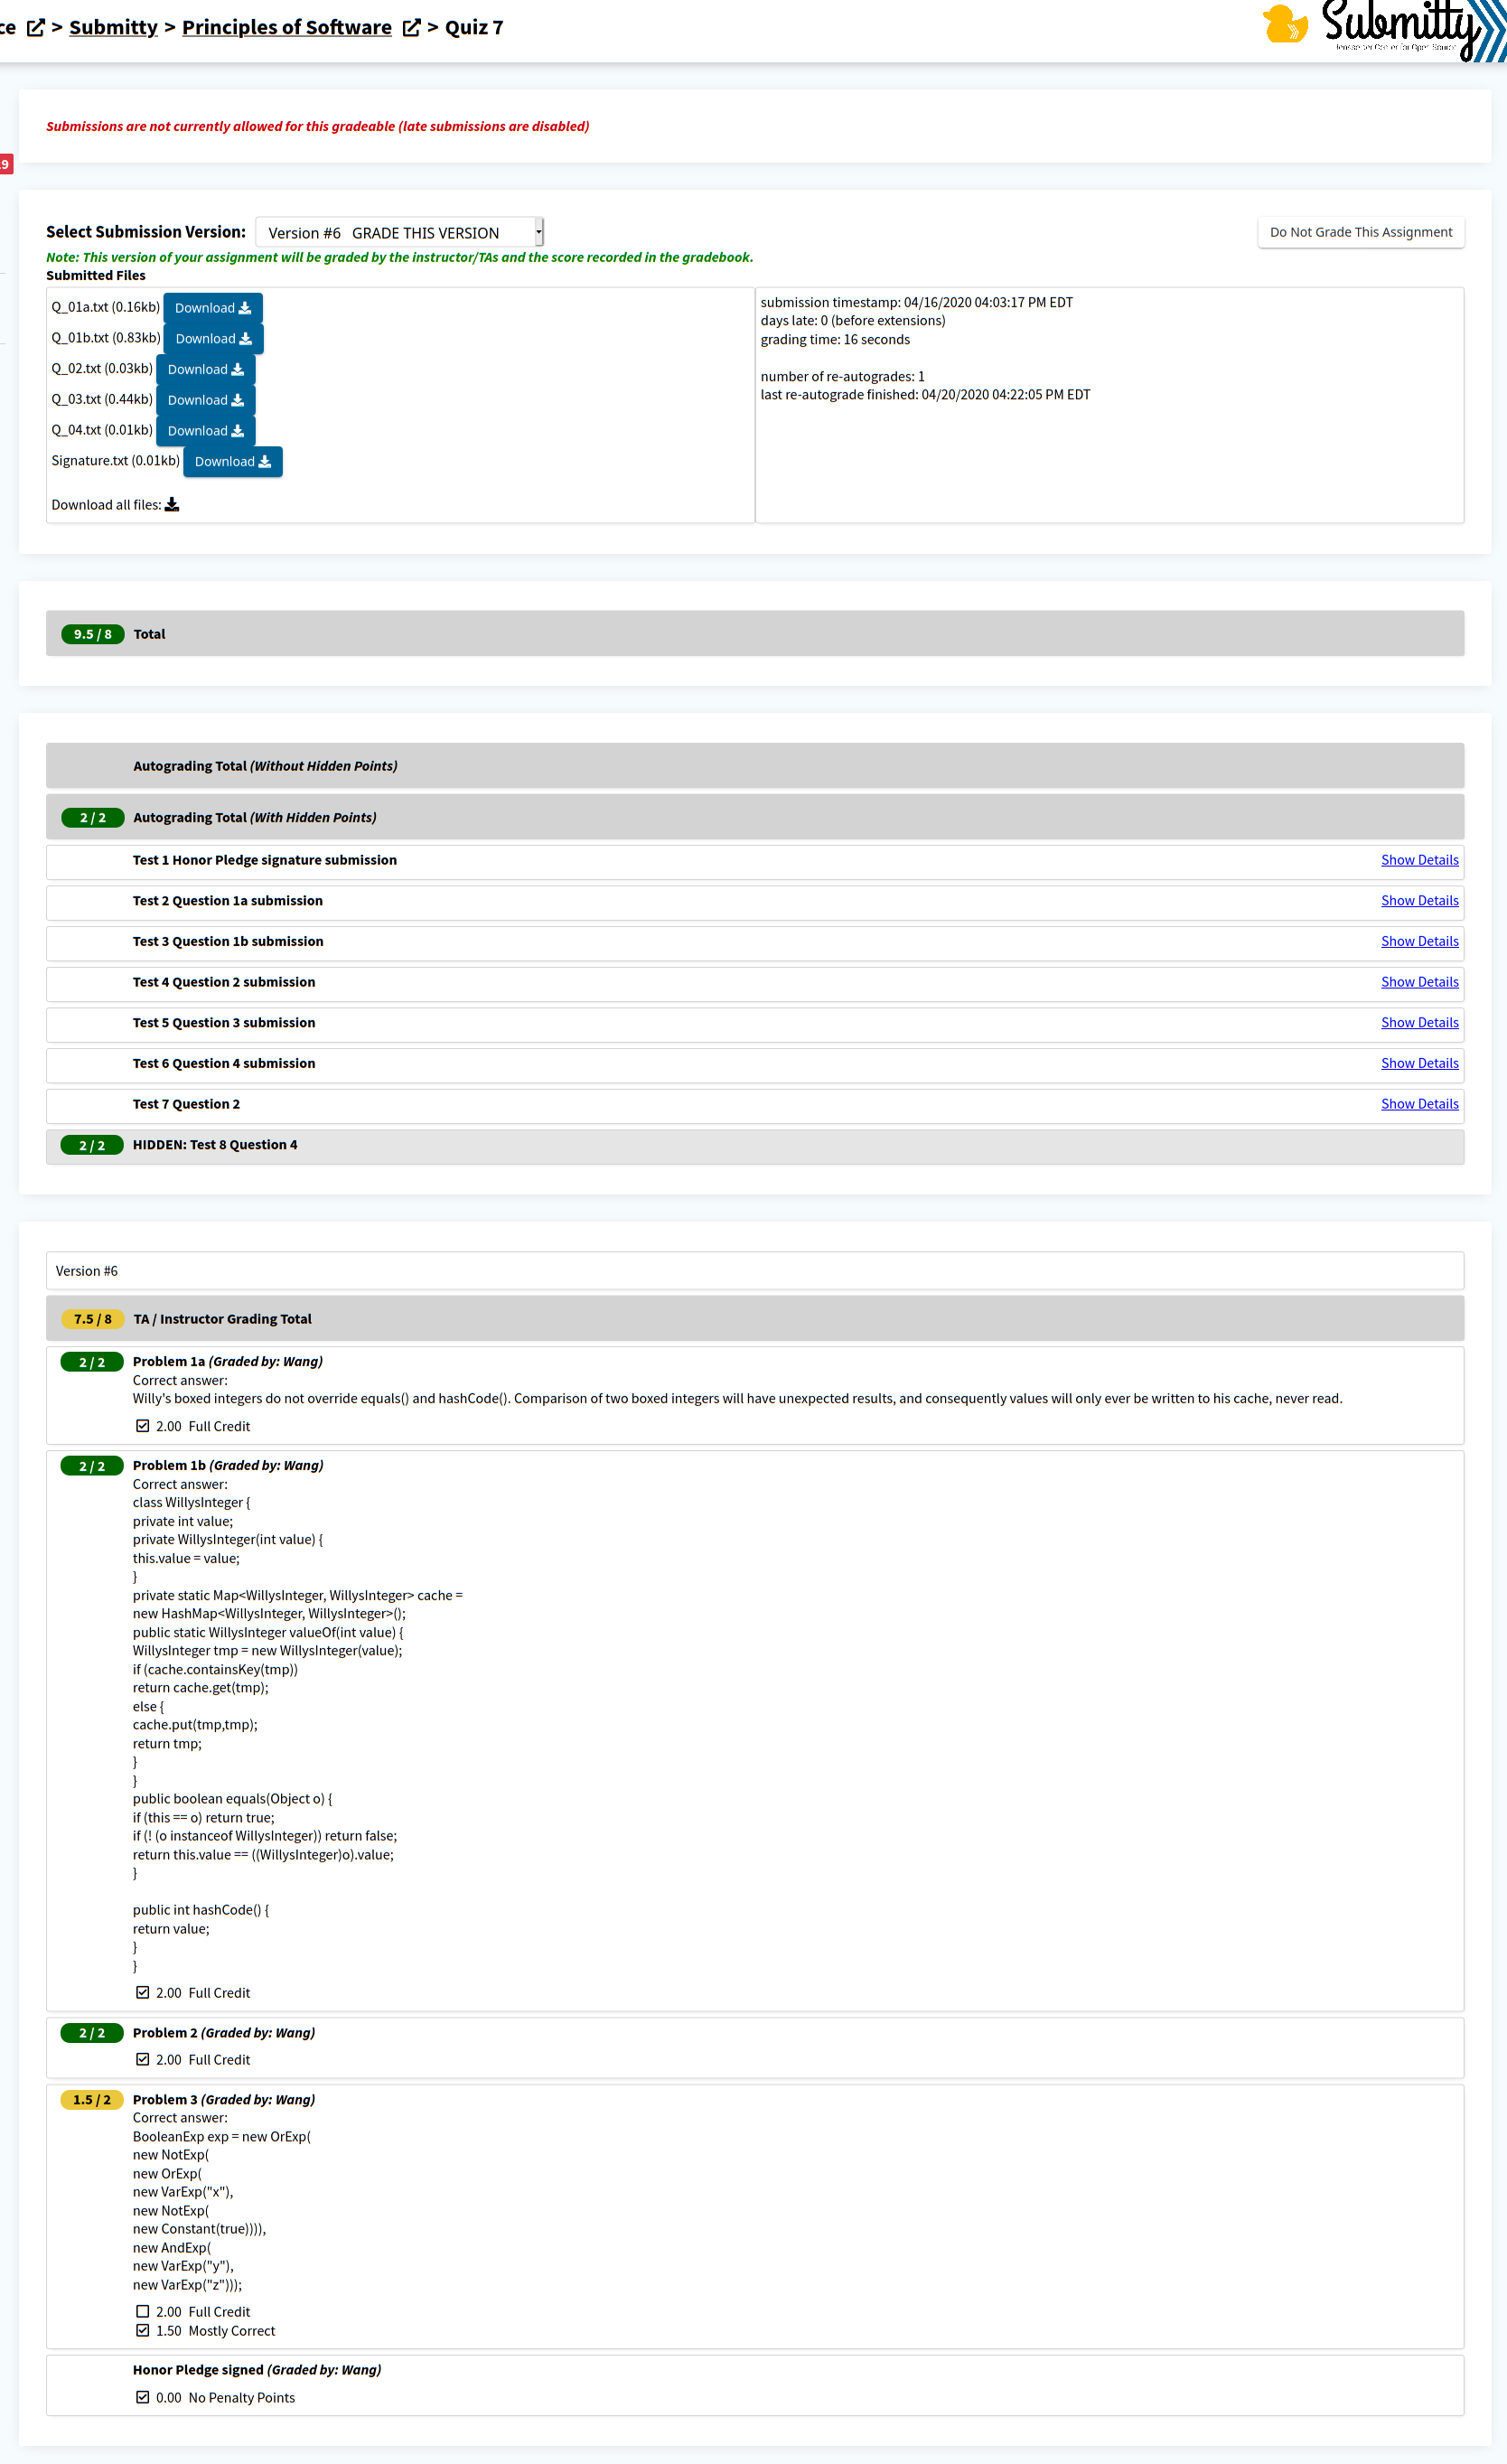 ce > Submitty > Principles of Software > Quiz 7
Submitty
Submissions are not currently allowed for this gradeable (late submissions are disabled)
9
Select Submission Version: Version #6 GRADE THIS VERSION
Do Not Grade This Assignment
Note: This version of your assignment will be graded by the instructor/TAs and the score recorded in the gradebook.
Submitted Files
Q_01a.txt (0.16kb) Download
Q_01b.txt (0.83kb) Download
Q_02.txt (0.03kb) Download
Q_03.txt (0.44kb) Download
Q_04.txt (0.01kb) Download
Signature.txt (0.01kb) Download
Download all files:
submission timestamp: 04/16/2020 04:03:17 PM EDT
days late: 0 (before extensions)
grading time: 16 seconds
number of re-autogrades: 1
last re-autograde finished: 04/20/2020 04:22:05 PM EDT
9.5 / 8 Total
Autograding Total (Without Hidden Points)
2 / 2 Autograding Total (With Hidden Points)
Test 1 Honor Pledge signature submission Show Details
Test 2 Question 1a submission Show Details
Test 3 Question 1b submission Show Details
Test 4 Question 2 submission Show Details
Test 5 Question 3 submission Show Details
Test 6 Question 4 submission Show Details
Test 7 Question 2 Show Details
2 / 2 HIDDEN: Test 8 Question 4
Version #6
7.5 / 8 TA / Instructor Grading Total
2 / 2 Problem 1a (Graded by: Wang)
Correct answer:
Willy's boxed integers do not override equals() and hashCode(). Comparison of two boxed integers will have unexpected results, and consequently values will only ever be written to his cache, never read.
2.00 Full Credit
2 / 2 Problem 1b (Graded by: Wang)
Correct answer:
class WillysInteger {
private int value;
private WillysInteger(int value) {
this.value = value;
}
private static Map<WillysInteger, WillysInteger> cache =
new HashMap<WillysInteger, WillysInteger>();
public static WillysInteger valueOf(int value) {
WillysInteger tmp = new WillysInteger(value);
if (cache.containsKey(tmp))
return cache.get(tmp);
else {
cache.put(tmp,tmp);
return tmp;
}
}
public boolean equals(Object o) {
if (this == o) return true;
if (! (o instanceof WillysInteger)) return false;
return this.value == ((WillysInteger)o).value;
}
public int hashCode() {
return value;
}
}
2.00 Full Credit
2 / 2 Problem 2 (Graded by: Wang)
2.00 Full Credit
1.5 / 2 Problem 3 (Graded by: Wang)
Correct answer:
BooleanExp exp = new OrExp(
new NotExp(
new OrExp(
new VarExp("x"),
new NotExp(
new Constant(true)))),
new AndExp(
new VarExp("y"),
new VarExp("z")));
2.00 Full Credit
1.50 Mostly Correct
Honor Pledge signed (Graded by: Wang)
0.00 No Penalty Points